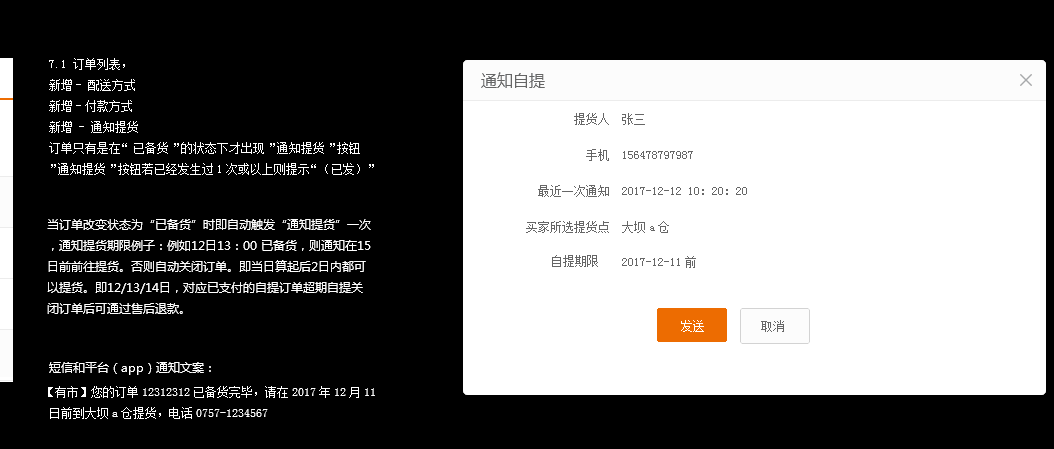 7.1 订单列表，
新增 - 配送方式
新增 - 付款方式
新增 - 通知提货
订单只有是在“ 已备货 ”的状态下才出现 ”通知提货 ”按钮
”通知提货 ”按钮若已经发生过 1 次或以上则提示“（已发）”
当订单改变状态为“已备货”时即自动触发“通知提货”一次
，通知提货期限例子：例如12日13：00 已备货，则通知在15
日前前往提货。否则自动关闭订单。即当日算起后2日内都可
以提货。即12/13/14日，对应已支付的自提订单超期自提关
闭订单后可通过售后退款。
短信和平台（app）通知文案：
【有市】您的订单 12312312 已备货完毕，请在 2017 年 12 月 11
日前到大坝 a 仓提货，电话 0757-1234567
通知自提
提货人 张三
手机 156478797987
最近一次通知 2017-12-12 10：20：20
买家所选提货点 大坝 a 仓
自提期限 2017-12-11 前
发送 取消